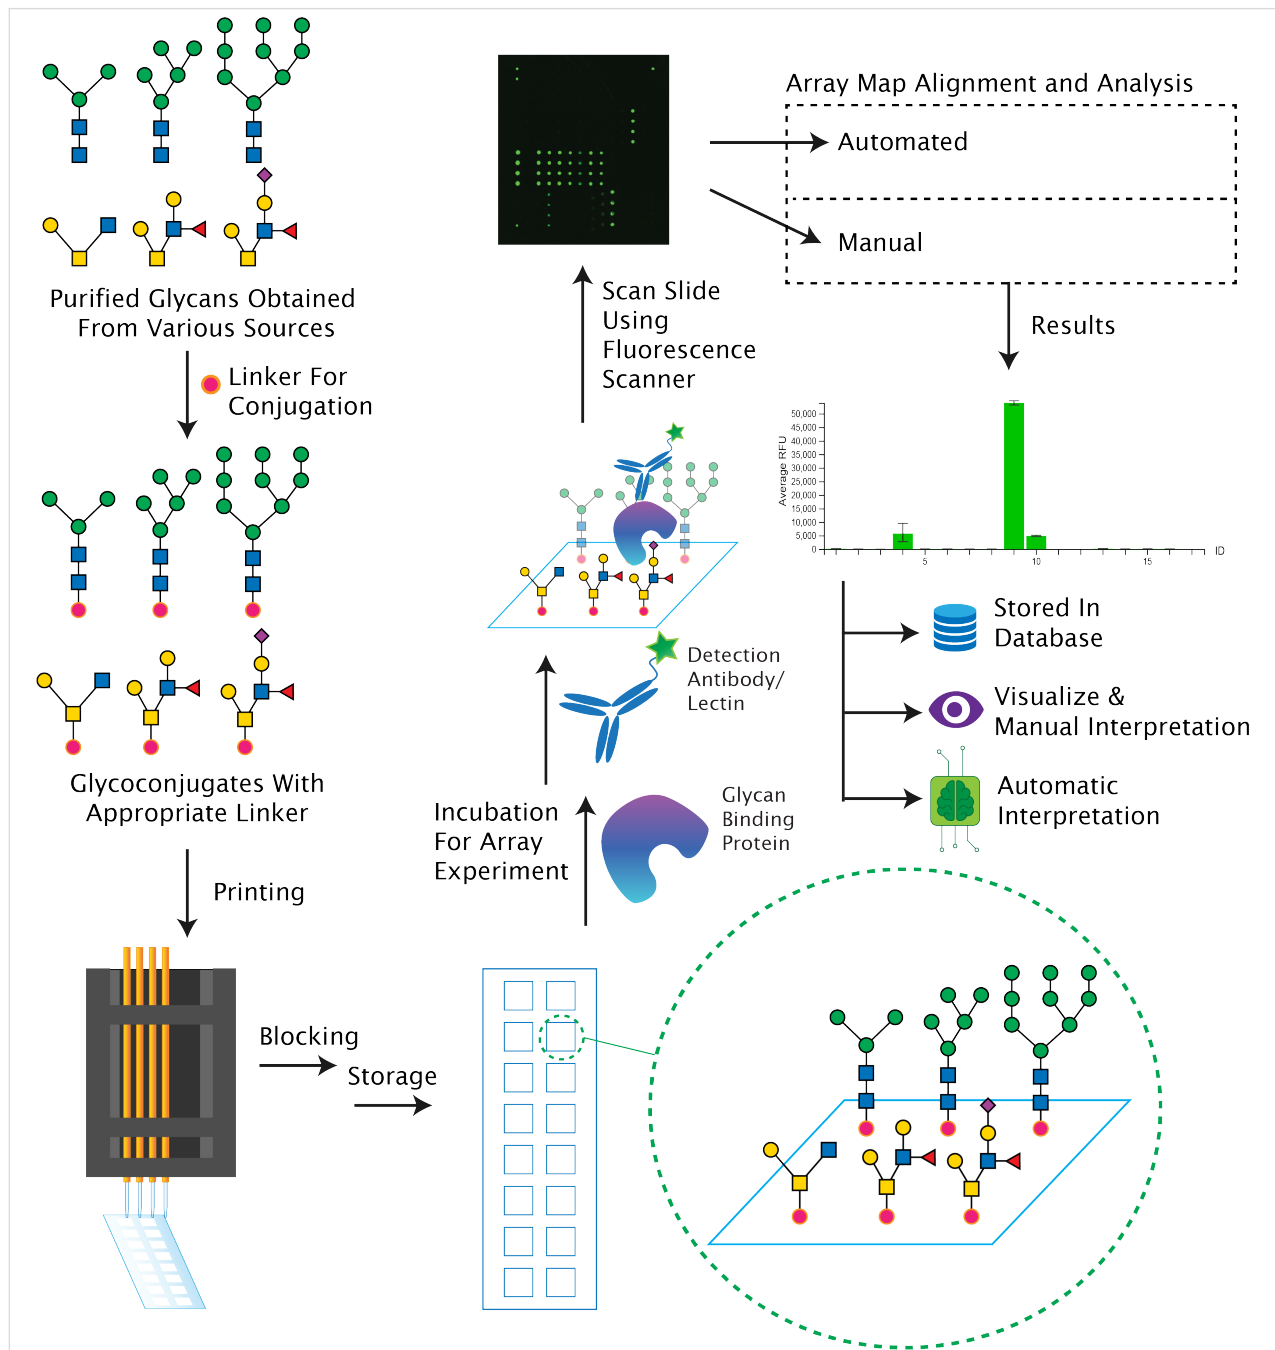 Purified Glycans Obtained
From Various Sources
Linker For
Conjugation
Glycoconjugates With
Appropriate Linker
Printing
Blocking
Storage
Incubation
For Array
Experiment
Glycan
Binding
Protein
Detection
Antibody/
Lectin
Scan Slide
Using
Fluorescence
Scanner
Array Map Alignment and Analysis
Automated
Manual
Results
Average RFU
50,000
45,000
40,000
35,000
30,000
25,000
20,000
15,000
10,000
5,000
0
5
10
15
ID
Stored In
Database
Visualize &
Manual Interpretation
Automatic
Interpretation